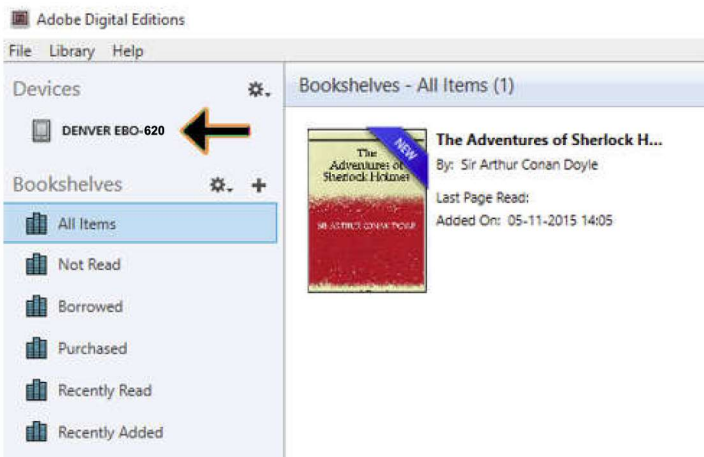 Adobe Digital Editions
File Library Help
Devices
DENVER EBO-620
Bookshelves
All Items
Not Read
Borrowed
Purchased
Recently Read
Recently Added
Bookshelves - All Items (1)
The
Adventures of
Sherlock Holmes
SIR ARTHUR CONAN DOYLE
NEW
The Adventures of Sherlock H...
By: Sir Arthur Conan Doyle
Last Page Read:
Added On: 05-11-2015 14:05